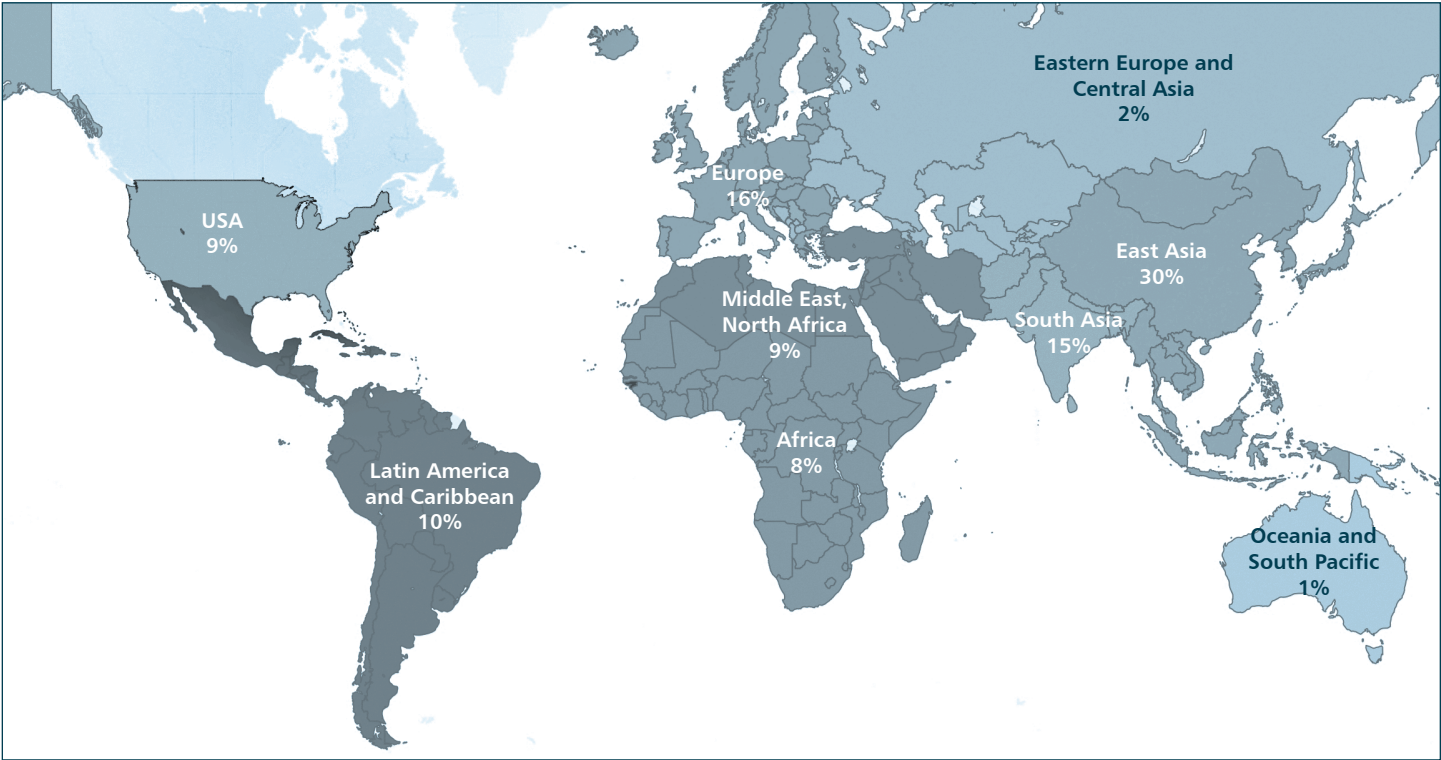 Eastern Europe and
Central Asia
2%
Europe
16%
USA
9%
East Asia
30%
Middle East,
North Africa
9%
South Asia
15%
Africa
8%
Latin America
and Caribbean
10%
Oceania and
South Pacific
1%